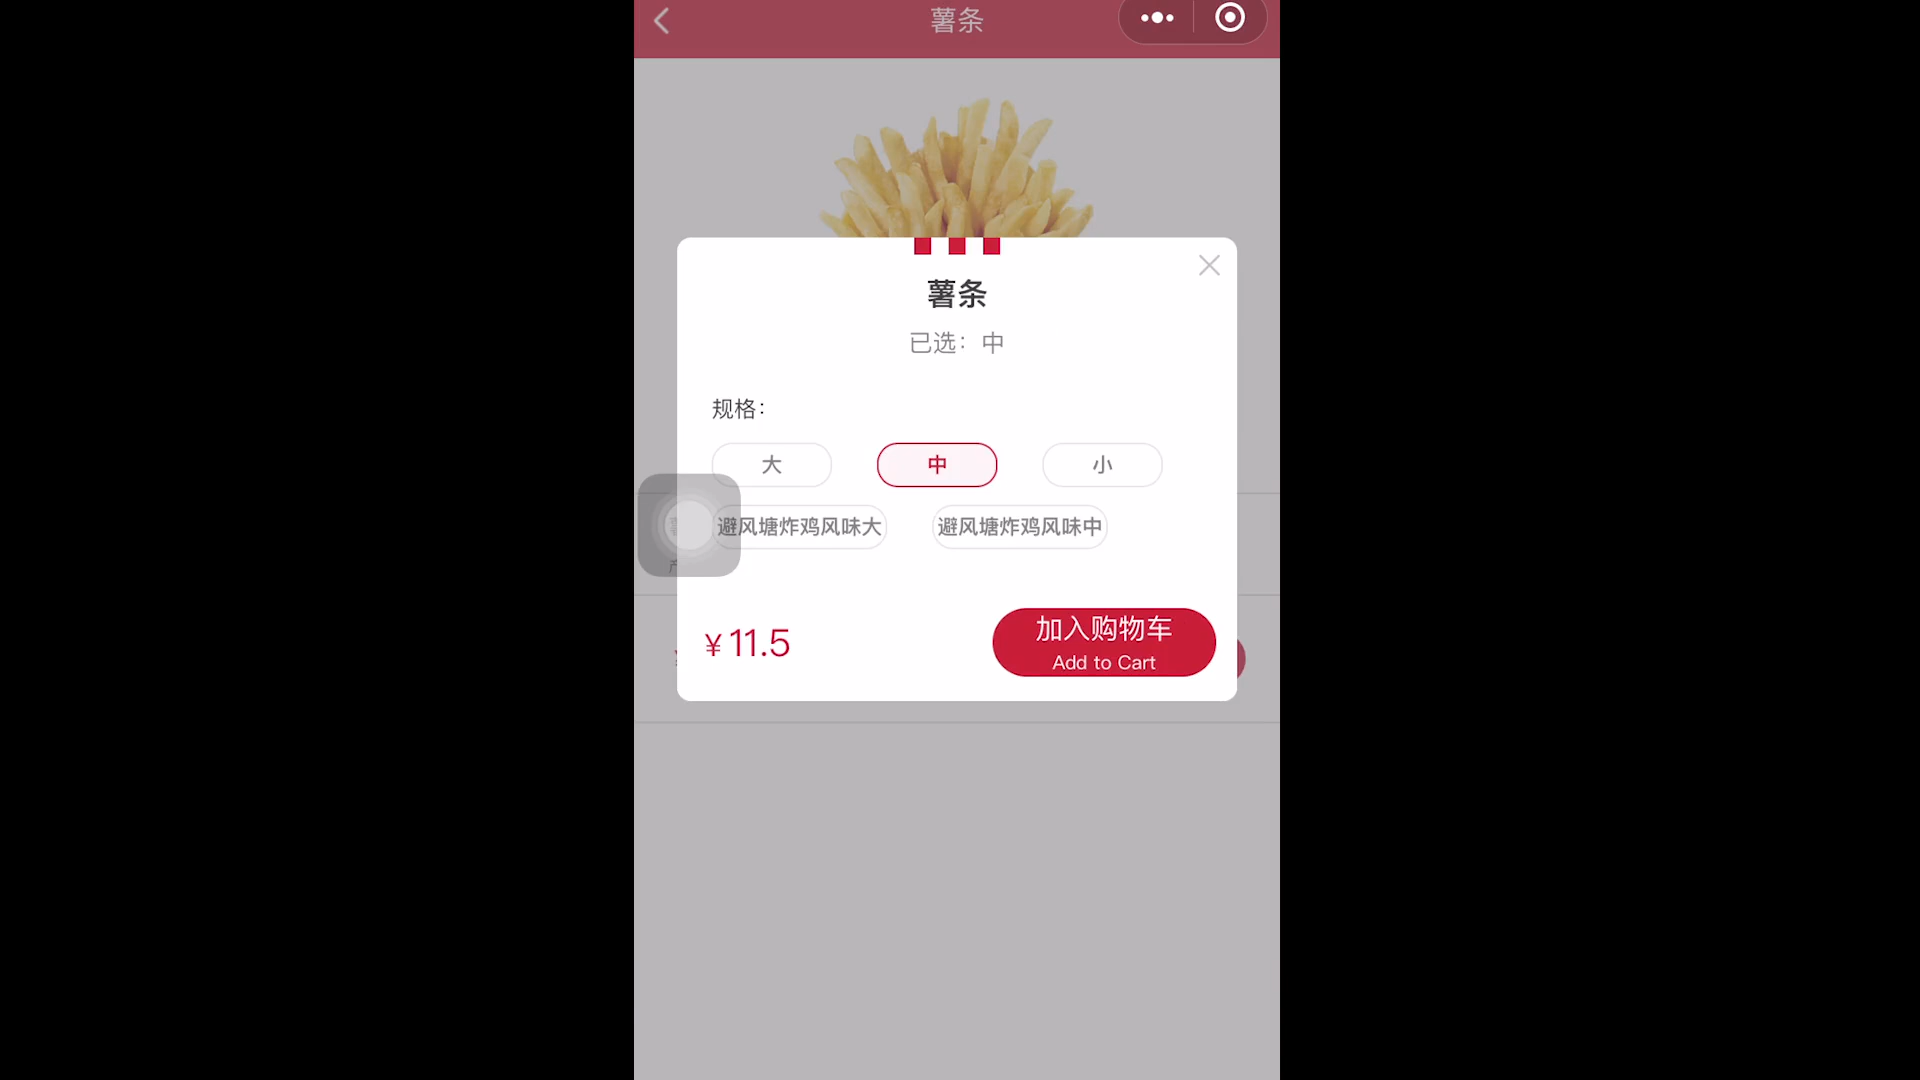 薯条
薯条
已选：中
规格：
大
中
小
避风塘炸鸡风味大
避风塘炸鸡风味中
¥11.5
加入购物车
Add to Cart